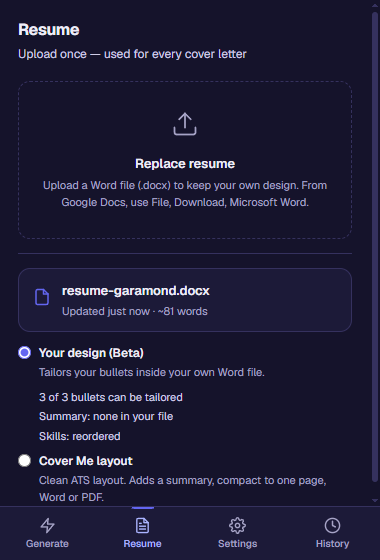 Resume
Upload once — used for every cover letter
Replace resume
Upload a Word file (.docx) to keep your own design. From
Google Docs, use File, Download, Microsoft Word.
resume-garamond.docx
Updated just now · ~81 words
Your design (Beta)
Tailors your bullets inside your own Word file.
3 of 3 bullets can be tailored
Summary: none in your file
Skills: reordered
Cover Me layout
Clean ATS layout. Adds a summary, compact to one page,
Word or PDF.
Generate
Resume
Settings
History